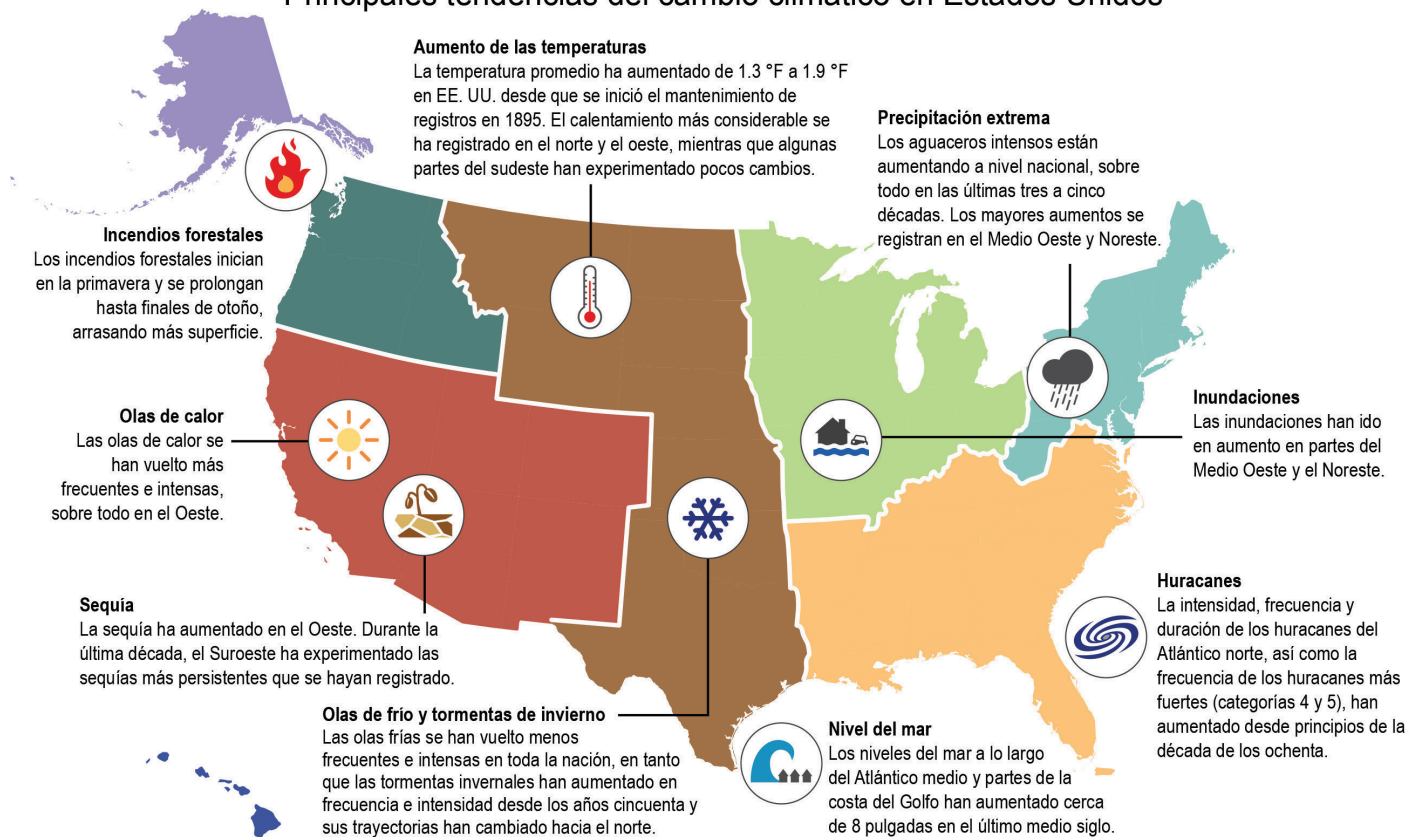 Principales tendencias del cambio climático en Estados Unidos
Aumento de las temperaturas
La temperatura promedio ha aumentado de 1.3 °F a 1.9 °F
en EE. UU. desde que se inició el mantenimiento de
registros en 1895. El calentamiento más considerable se
ha registrado en el norte y el oeste, mientras que algunas
partes del sudeste han experimentado pocos cambios.
Precipitación extrema
Los aguaceros intensos están
aumentando a nivel nacional, sobre
todo en las últimas tres a cinco
décadas. Los mayores aumentos se
registran en el Medio Oeste y Noreste.
Incendios forestales
Los incendios forestales inician
en la primavera y se prolongan
hasta finales de otoño,
arrasando más superficie.
Olas de calor
Las olas de calor se
han vuelto más
frecuentes e intensas,
sobre todo en el Oeste.
Inundaciones
Las inundaciones han ido
en aumento en partes del
Medio Oeste y el Noreste.
Sequía
La sequía ha aumentado en el Oeste. Durante la
última década, el Suroeste ha experimentado las
sequías más persistentes que se hayan registrado.
Huracanes
La intensidad, frecuencia y
duración de los huracanes del
Atlántico norte, así como la
frecuencia de los huracanes más
fuertes (categorías 4 y 5), han
aumentado desde principios de la
década de los ochenta.
Olas de frío y tormentas de invierno
Las olas frías se han vuelto menos
frecuentes e intensas en toda la nación, en tanto
que las tormentas invernales han aumentado en
frecuencia e intensidad desde los años cincuenta y
sus trayectorias han cambiado hacia el norte.
Nivel del mar
Los niveles del mar a lo largo
del Atlántico medio y partes de la
costa del Golfo han aumentado cerca
de 8 pulgadas en el último medio siglo.